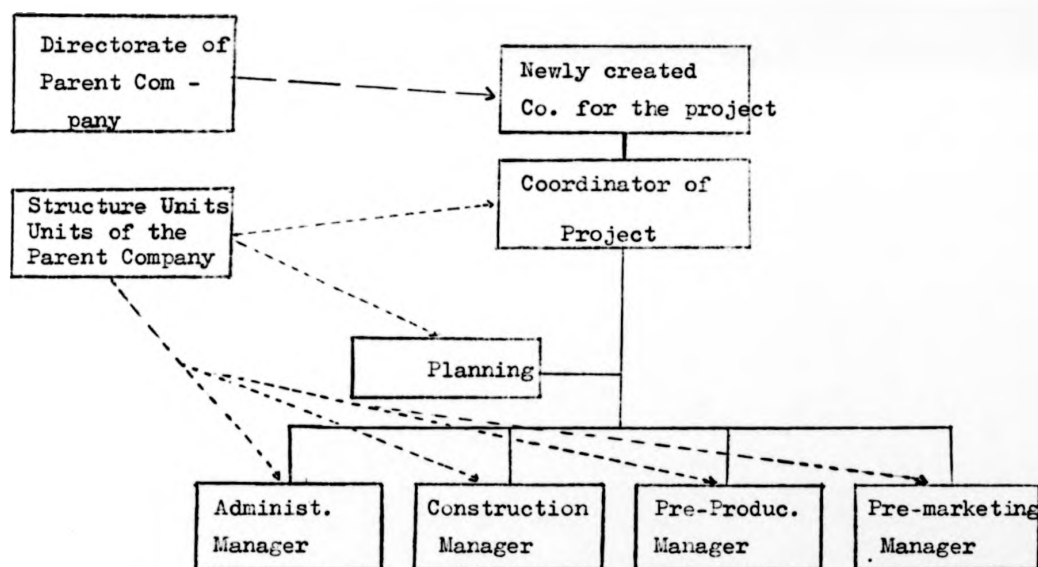 Directorate of
Parent Com -
pany
Newly created
Co. for the project
Coordinator of
Project
Structure Units
Units of the
Parent Company
Planning
Administ.
Manager
Construction
Manager
Pre-Produc.
Manager
Pre-marketing
Manager